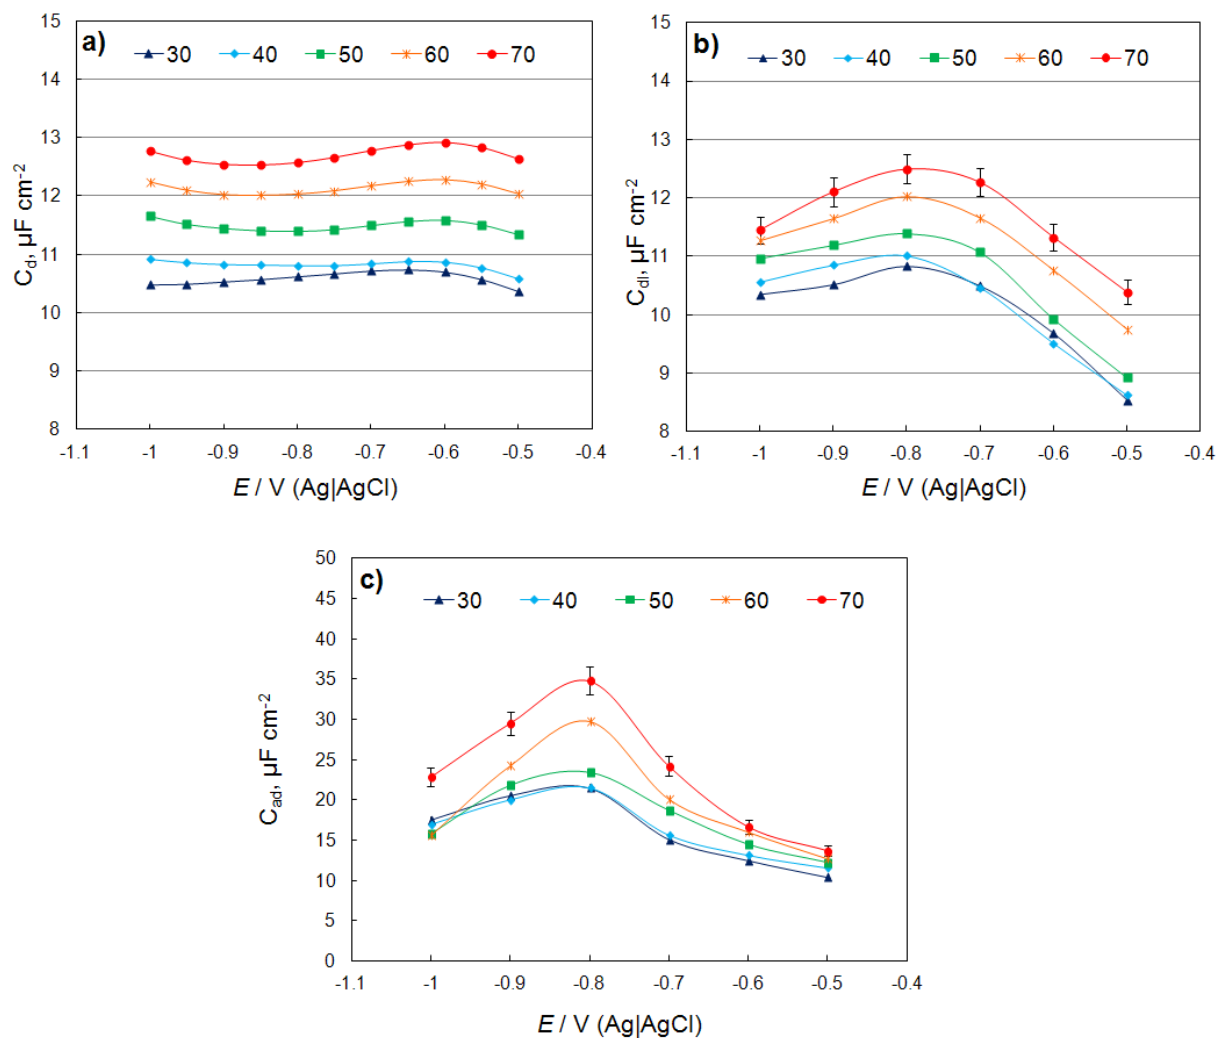 a)
30 40 50 60 70
15
14
13
12
11
10
9
8
C_d, µF cm⁻²
-1.1 -1 -0.9 -0.8 -0.7 -0.6 -0.5 -0.4
E / V (Ag|AgCl)
b)
30 40 50 60 70
15
14
13
12
11
10
9
8
C_dl, µF cm⁻²
-1.1 -1 -0.9 -0.8 -0.7 -0.6 -0.5 -0.4
E / V (Ag|AgCl)
c)
30 40 50 60 70
50
45
40
35
30
25
20
15
10
5
0
C_ad, µF cm⁻²
-1.1 -1 -0.9 -0.8 -0.7 -0.6 -0.5 -0.4
E / V (Ag|AgCl)